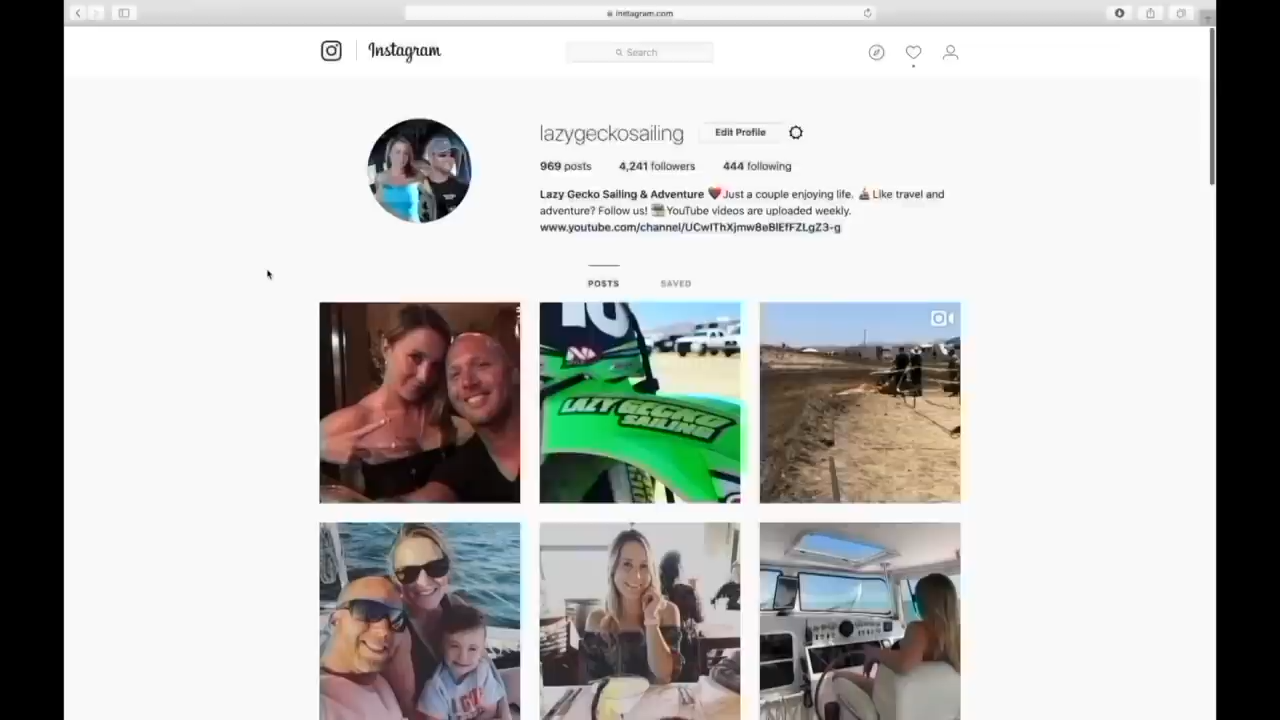 instagram.com
Instagram
Search
lazygeckosailing
Edit Profile
969 posts 4,241 followers 444 following
Lazy Gecko Sailing & Adventure ❤️Just a couple enjoying life. ⛵Like travel and
adventure? Follow us! YouTube videos are uploaded weekly.
www.youtube.com/channel/UCwIThXjmw8eBlEfFZLgZ3-g
POSTS SAVED
10
LAZY GECKO
SAILING